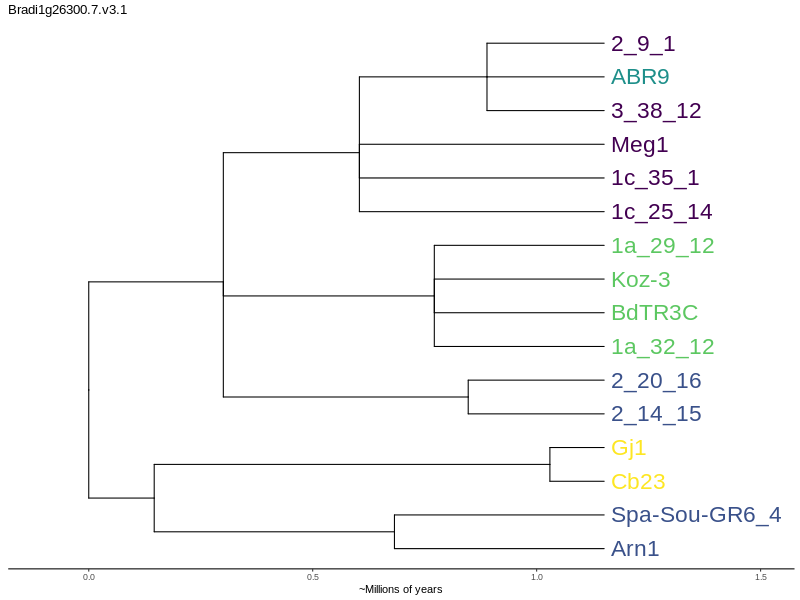 Bradi1g26300.7.v3.1
2_9_1
ABR9
3_38_12
Meg1
1c_35_1
1c_25_14
1a_29_12
Koz-3
BdTR3C
1a_32_12
2_20_16
2_14_15
Gj1
Cb23
Spa-Sou-GR6_4
Arn1
0.0 0.5 1.0 1.5
~Millions of years